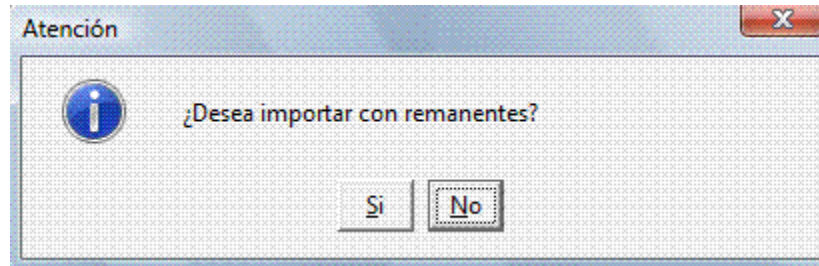 Atención
¿Desea importar con remanentes?
Si No